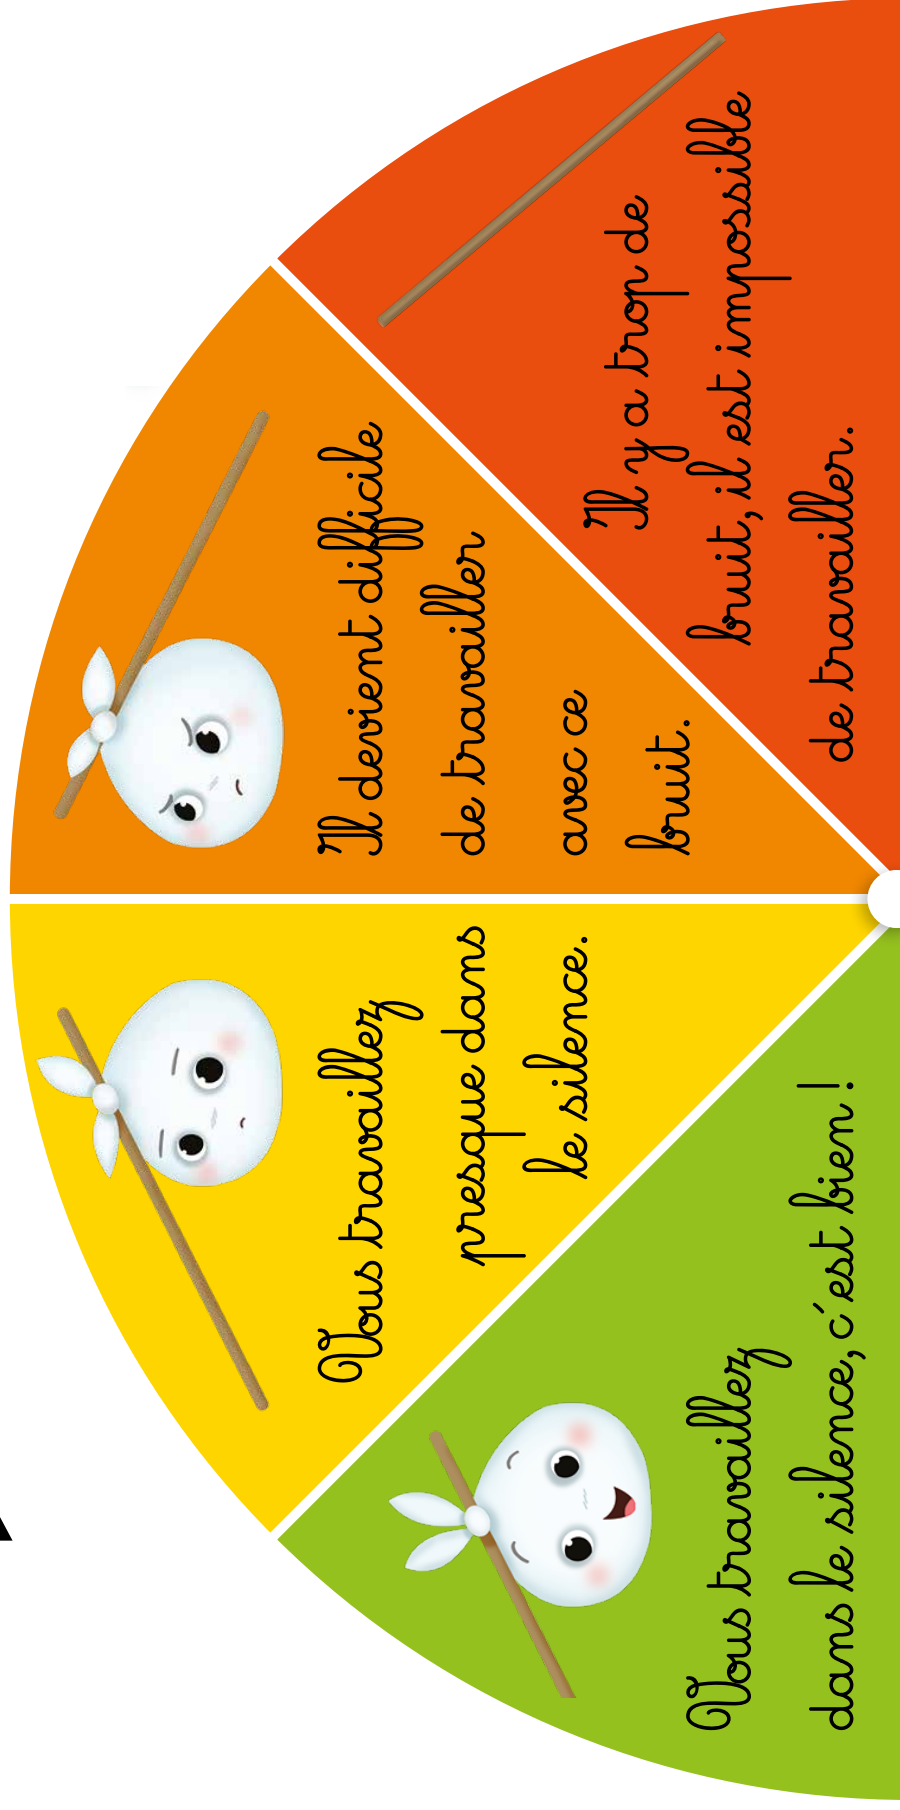 Vous travaillez
dans le silence, c'est bien !
Vous travaillez
presque dans
le silence.
Il devient difficile
de travailler
avec ce
bruit.
Il y a trop de
bruit, il est impossible
de travailler.